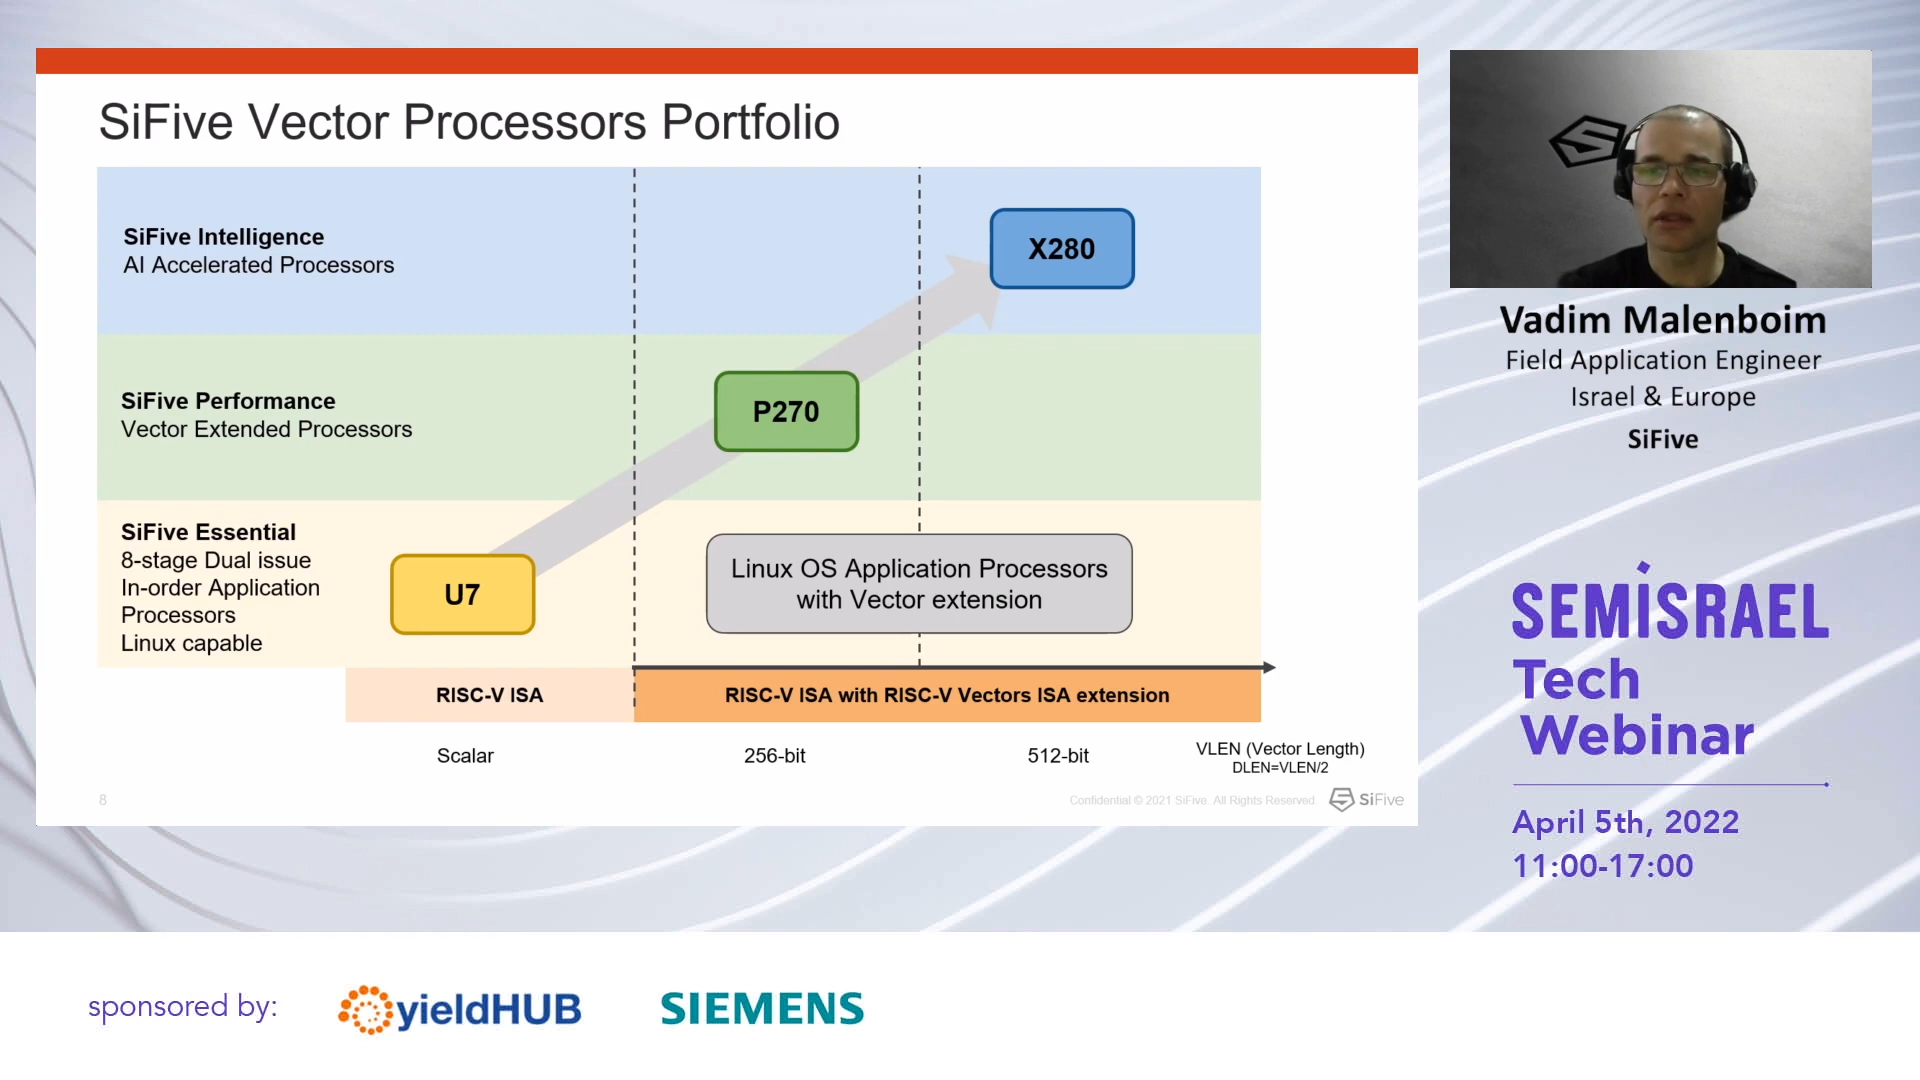 SiFive Vector Processors Portfolio
SiFive Intelligence
AI Accelerated Processors
X280
SiFive Performance
Vector Extended Processors
P270
SiFive Essential
8-stage Dual issue
In-order Application
Processors
Linux capable
U7
Linux OS Application Processors
with Vector extension
RISC-V ISA
RISC-V ISA with RISC-V Vectors ISA extension
Scalar
256-bit
512-bit
VLEN (Vector Length)
DLEN=VLEN/2
8
Confidential © 2021 SiFive. All Rights Reserved.
SiFive
Vadim Malenboim
Field Application Engineer
Israel & Europe
SiFive
SEMISRAEL
Tech
Webinar
April 5th, 2022
11:00-17:00
sponsored by:
yieldHUB
SIEMENS